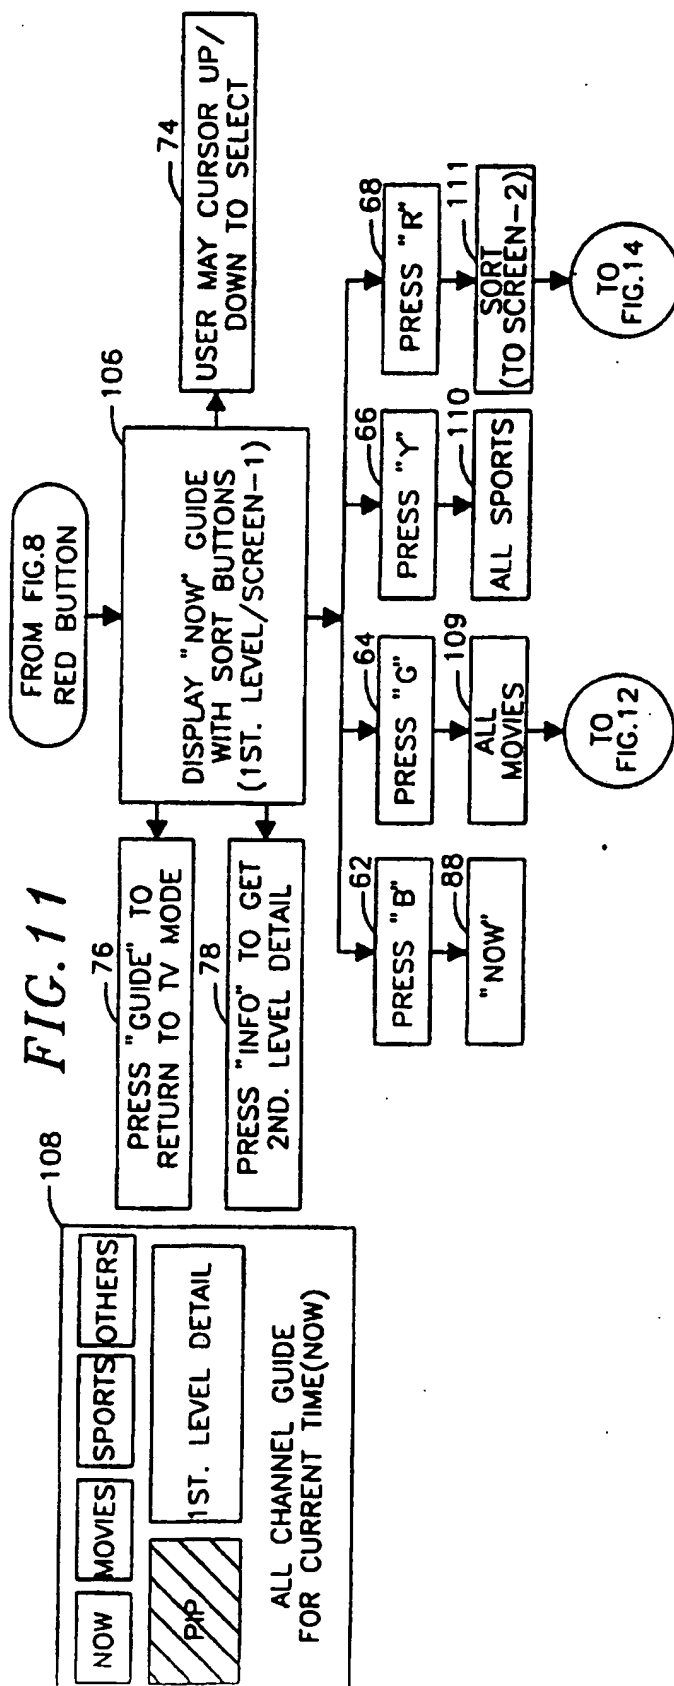 FIG.11
108
NOW
MOVIES
SPORTS
OTHERS
PIP
1ST. LEVEL DETAIL
ALL CHANNEL GUIDE
FOR CURRENT TIME(NOW)
FROM FIG.8
RED BUTTON
106
DISPLAY "NOW" GUIDE
WITH SORT BUTTONS
(1ST. LEVEL/SCREEN-1)
74
USER MAY CURSOR UP/
DOWN TO SELECT
76
PRESS "GUIDE" TO
RETURN TO TV MODE
78
PRESS "INFO" TO GET
2ND. LEVEL DETAIL
62
PRESS "B"
88
"NOW"
64
PRESS "G"
109
ALL
MOVIES
TO
FIG.12
66
PRESS "Y"
110
ALL SPORTS
68
PRESS "R"
111
SORT
(TO SCREEN-2)
TO
FIG.14